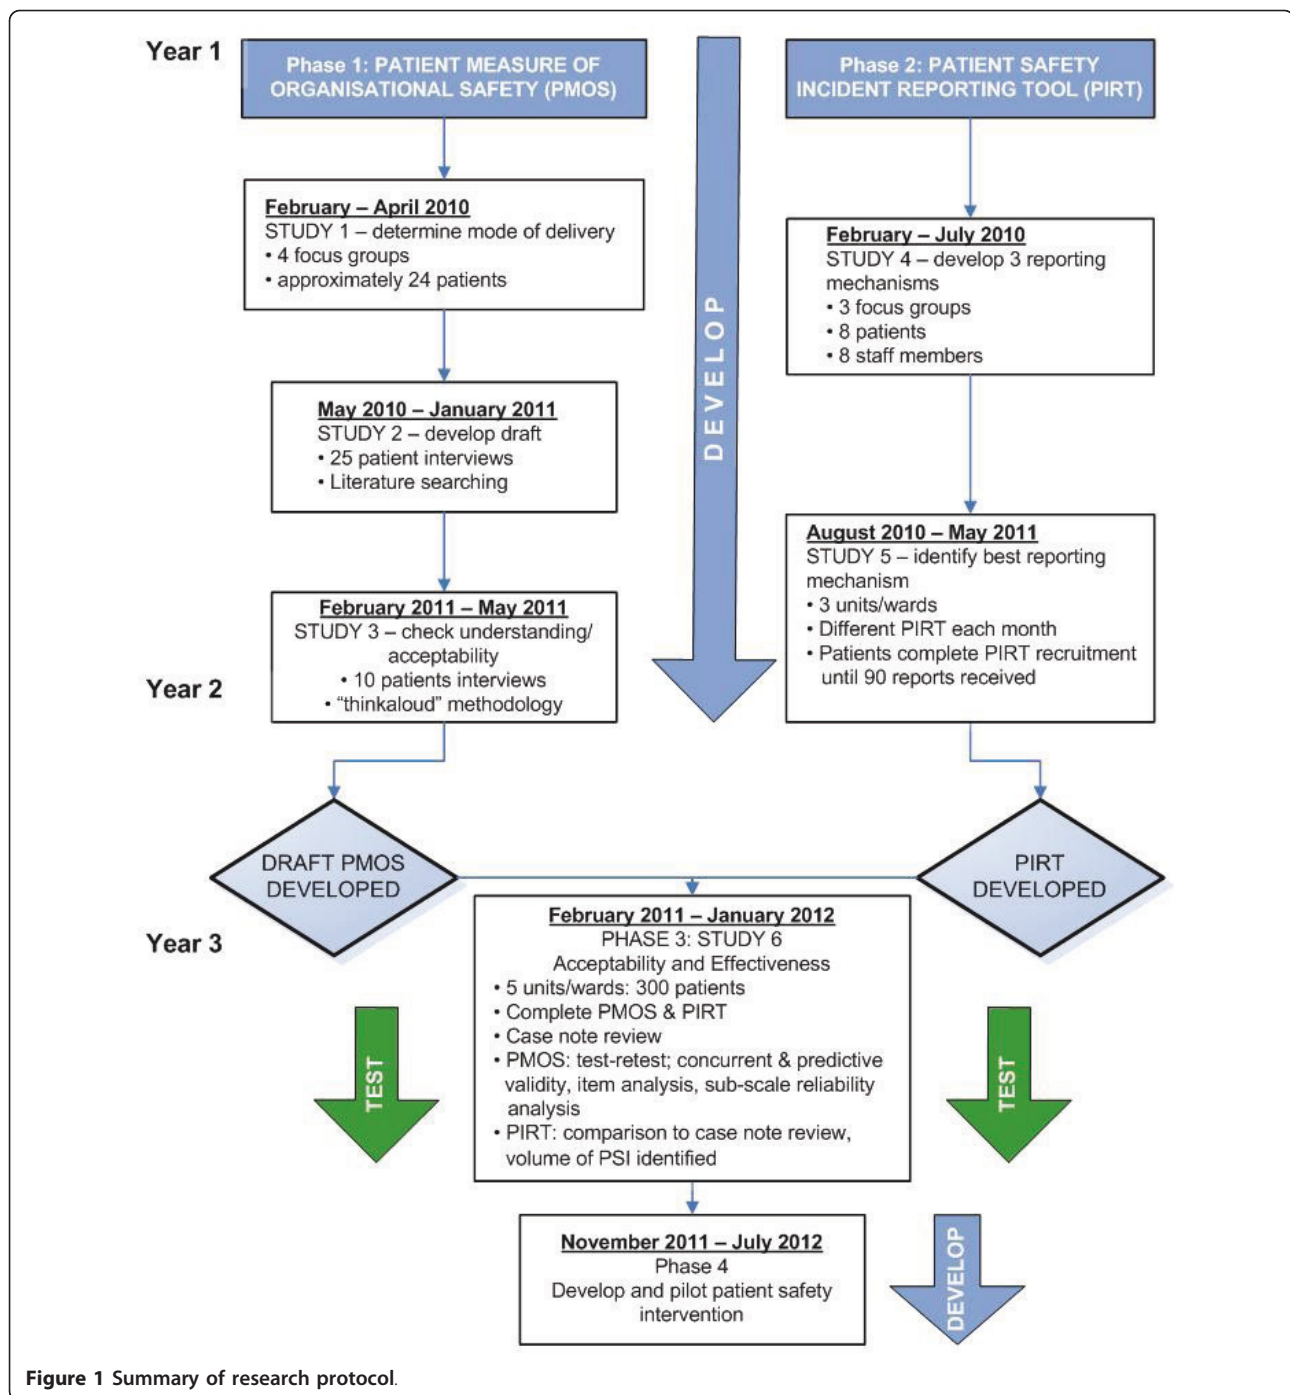 Year 1
Phase 1: PATIENT MEASURE OF
ORGANISATIONAL SAFETY (PMOS)
Phase 2: PATIENT SAFETY
INCIDENT REPORTING TOOL (PIRT)
February – April 2010
STUDY 1 – determine mode of delivery
• 4 focus groups
• approximately 24 patients
February – July 2010
STUDY 4 – develop 3 reporting
mechanisms
• 3 focus groups
• 8 patients
• 8 staff members
DEVELOP
May 2010 – January 2011
STUDY 2 – develop draft
• 25 patient interviews
• Literature searching
August 2010 – May 2011
STUDY 5 – identify best reporting
mechanism
• 3 units/wards
• Different PIRT each month
• Patients complete PIRT recruitment
until 90 reports received
February 2011 – May 2011
STUDY 3 – check understanding/
acceptability
• 10 patients interviews
• “thinkaloud” methodology
Year 2
DRAFT PMOS
DEVELOPED
PIRT
DEVELOPED
Year 3
February 2011 – January 2012
PHASE 3: STUDY 6
Acceptability and Effectiveness
• 5 units/wards: 300 patients
• Complete PMOS & PIRT
• Case note review
• PMOS: test-retest; concurrent & predictive
validity, item analysis, sub-scale reliability
analysis
• PIRT: comparison to case note review,
volume of PSI identified
TEST
TEST
November 2011 – July 2012
Phase 4
Develop and pilot patient safety
intervention
DEVELOP
Figure 1 Summary of research protocol.